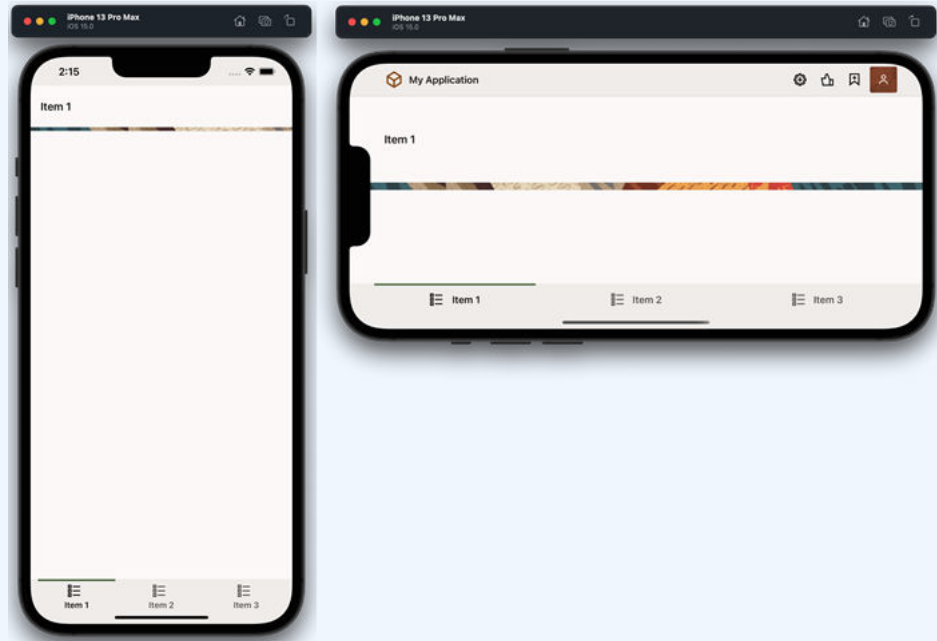 iPhone 13 Pro Max
iOS 15.0
2:15
Item 1
Item 1
Item 2
Item 3
iPhone 13 Pro Max
iOS 15.0
My Application
Item 1
Item 1
Item 2
Item 3